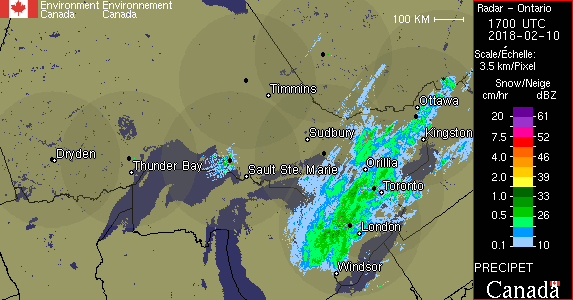 Environment Environnement
Canada Canada
Radar - Ontario
1700 UTC
2018-02-10
100 KM
Scale/Échelle:
3.5 km/Pixel
Snow/Neige
cm/hr dBZ
20 61
7.5 52
4.0 46
2.0 39
1.0 33
0.5 26
0.1 10
PRECIPET
Canada
Timmins
Ottawa
Sudbury
Kingston
Dryden
Thunder Bay
Sault Ste. Marie
Orillia
Toronto
London
Windsor